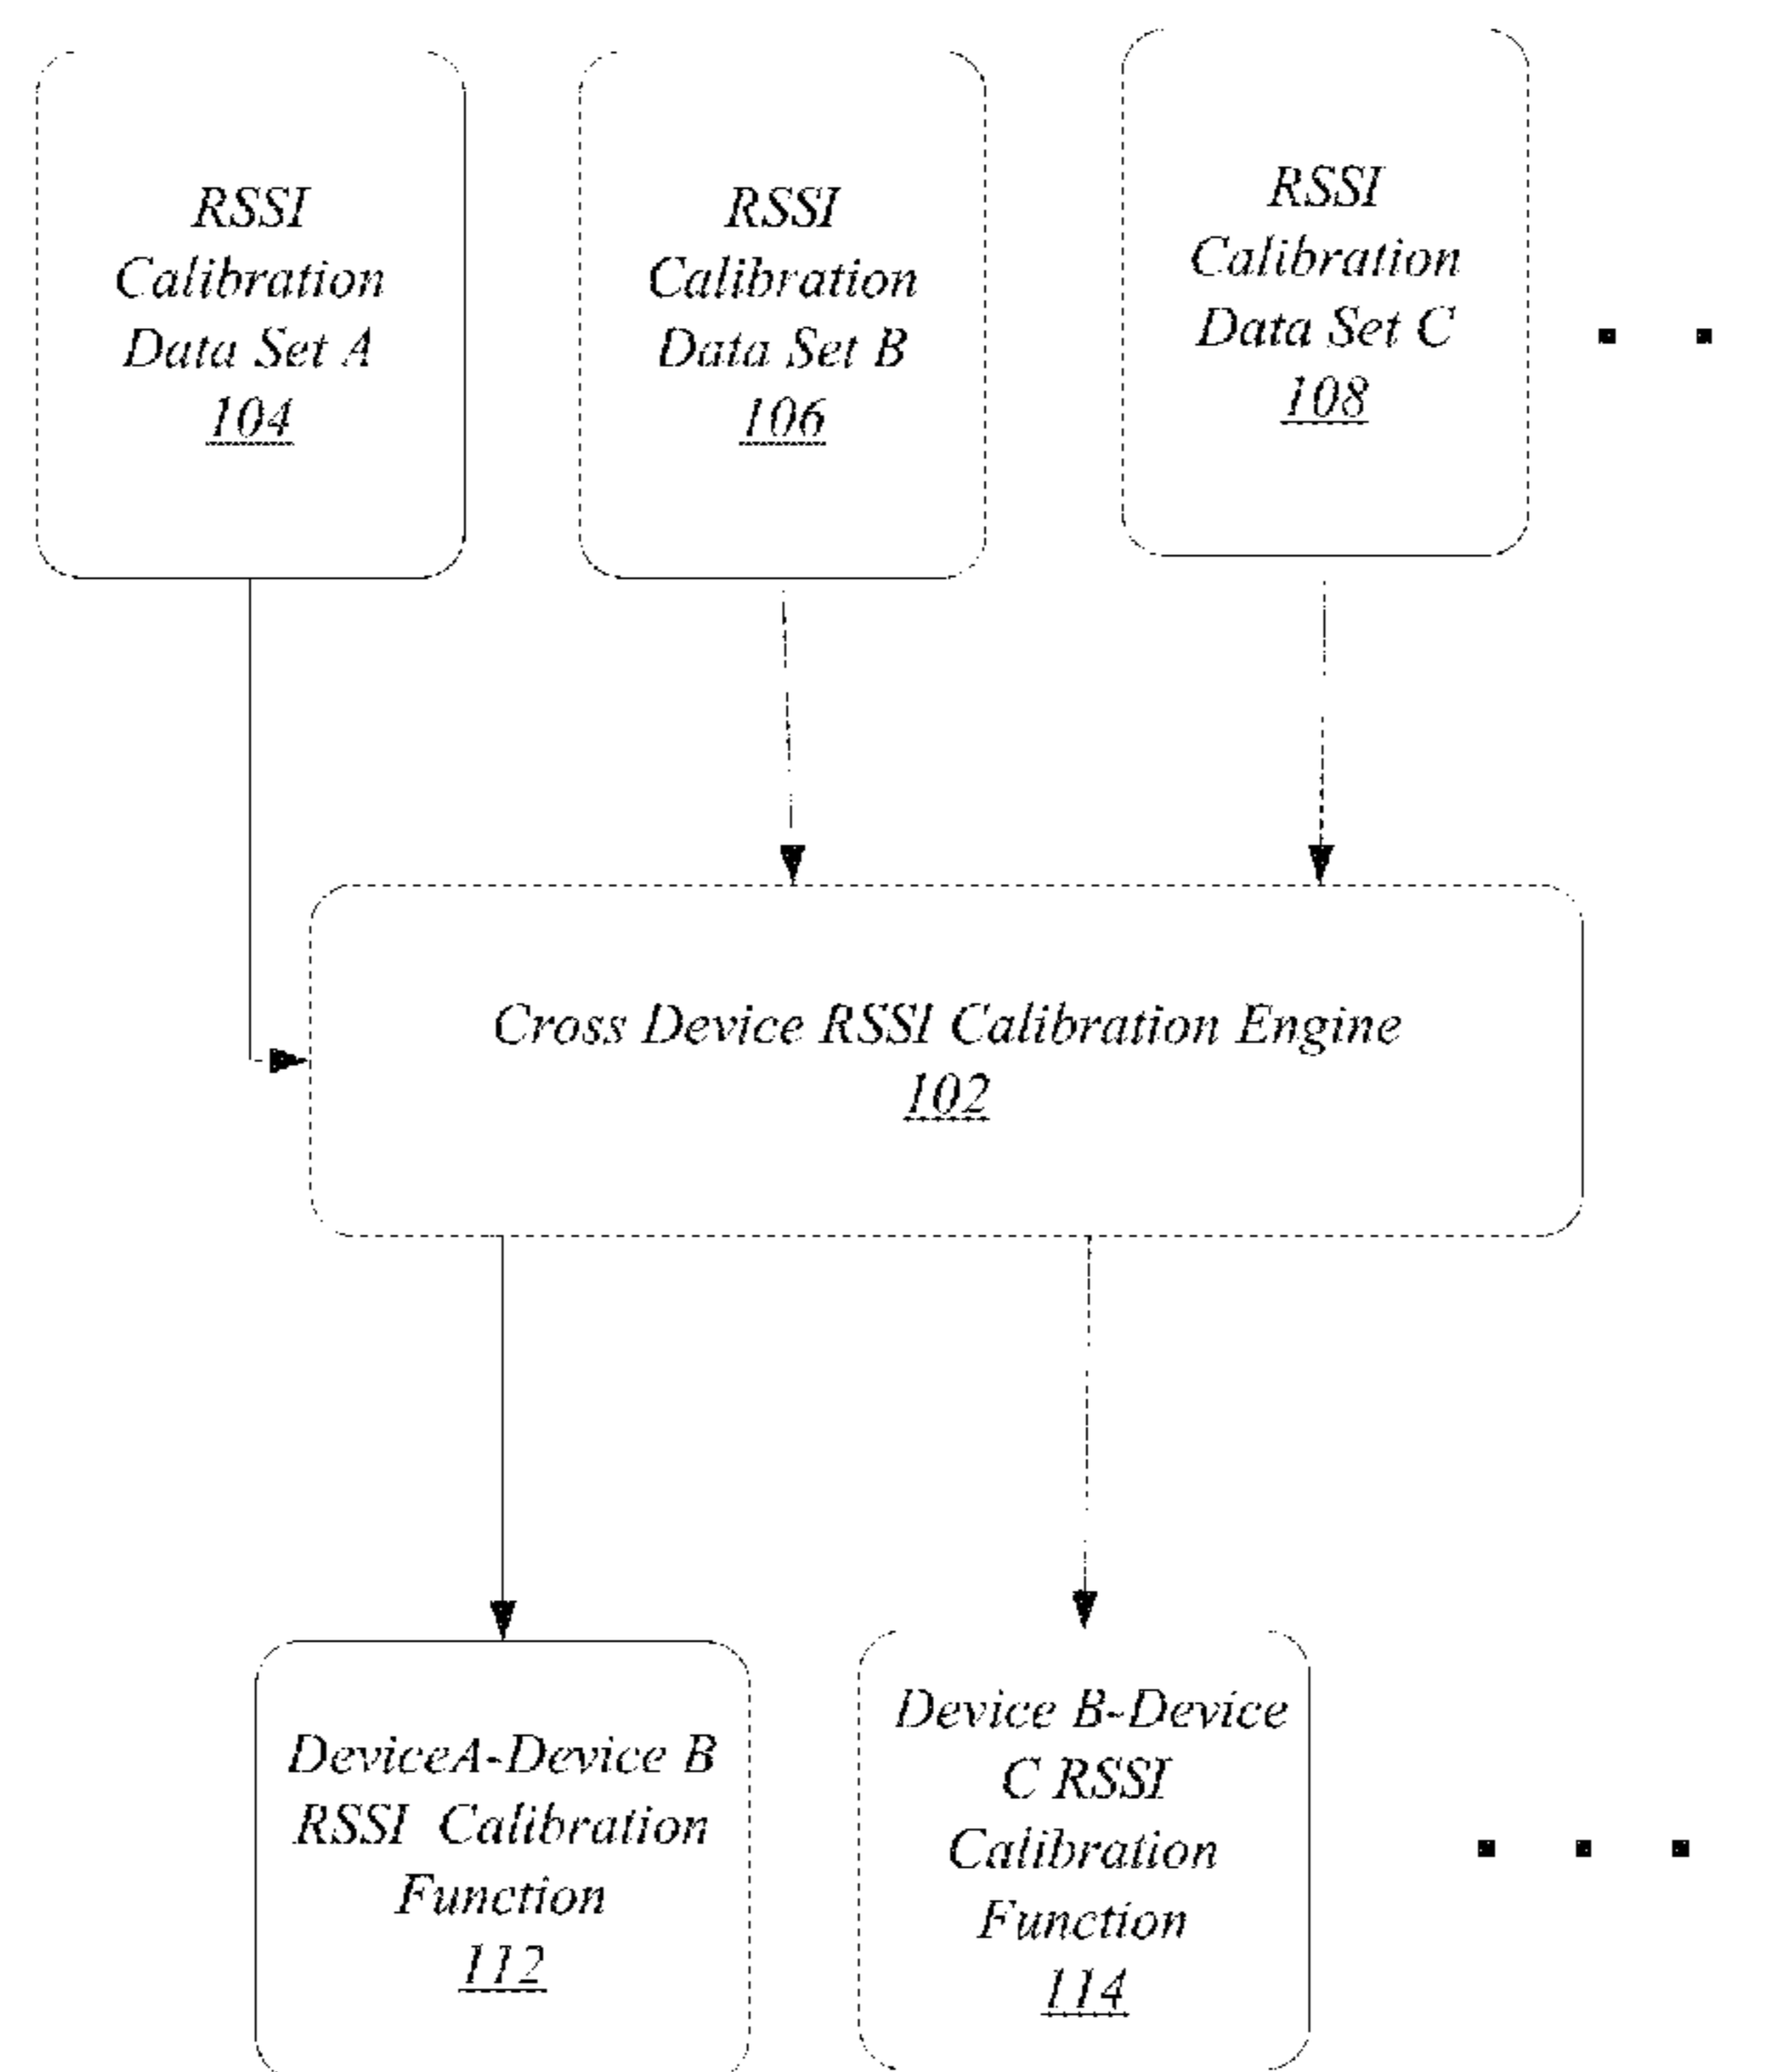 RSSI
Calibration
Data Set A
104
RSSI
Calibration
Data Set B
106
RSSI
Calibration
Data Set C
108
Cross Device RSSI Calibration Engine
102
DeviceA-Device B
RSSI Calibration
Function
112
Device B-Device
C RSSI
Calibration
Function
114